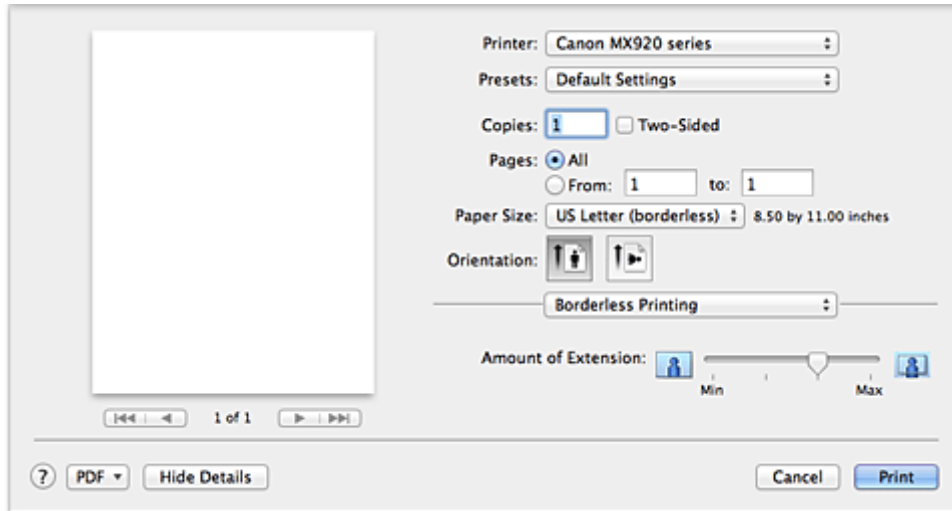 Printer: Canon MX920 series
Presets: Default Settings
Copies: 1 Two-Sided
Pages: All
From: 1 to: 1
Paper Size: US Letter (borderless) 8.50 by 11.00 inches
Orientation:
Borderless Printing
Amount of Extension:
Min Max
1 of 1
? PDF Hide Details Cancel Print